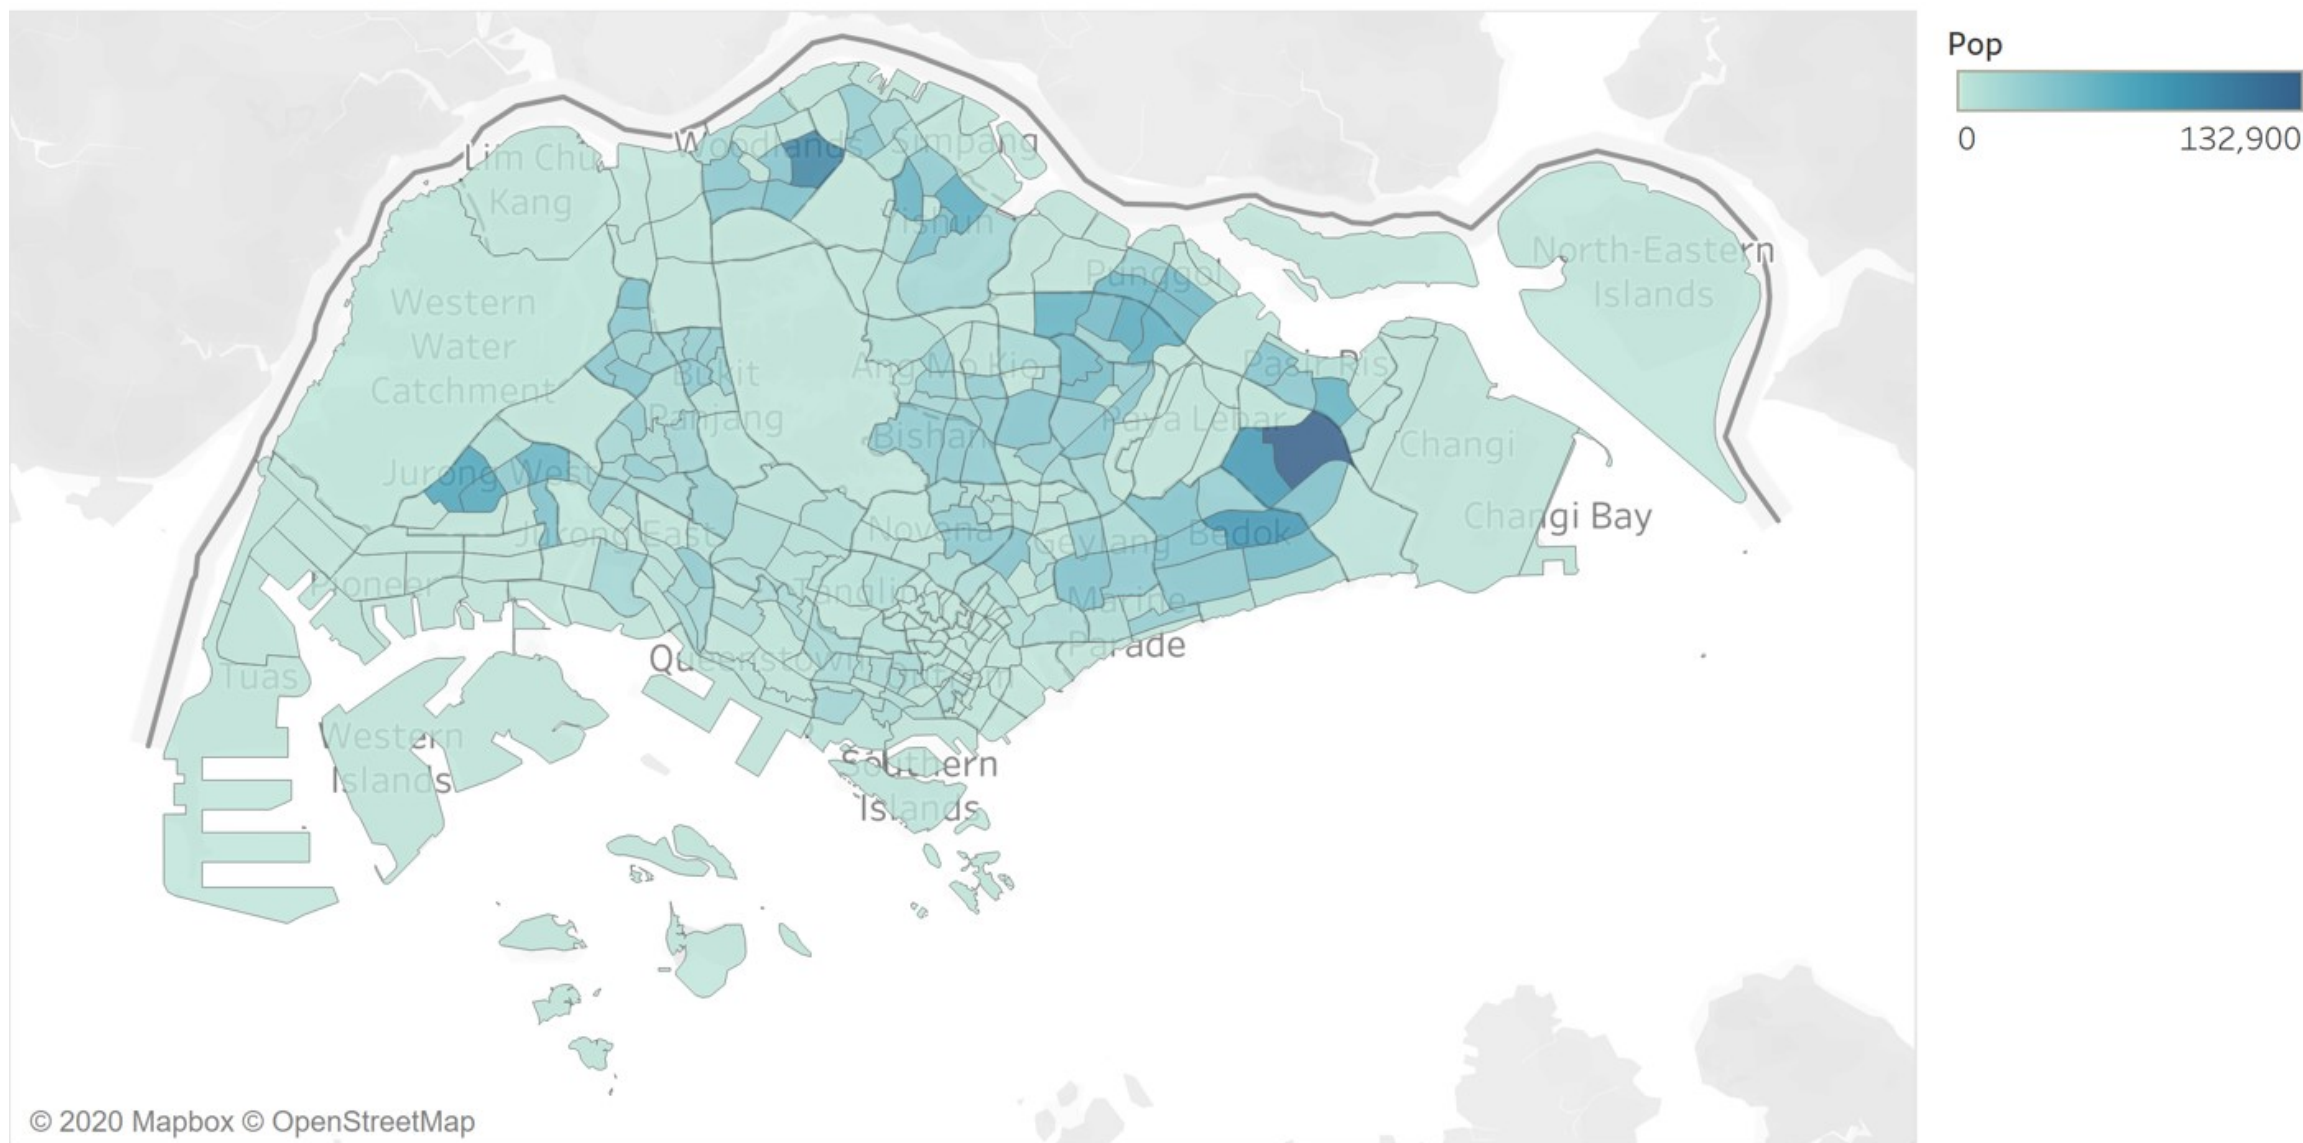 Pop
0 132,900
Woodlands
Simpang
Lim Chu
Kang
Yishun
North-Eastern
Islands
Punggol
Western
Water
Catchment
Ang Mo Kio
Pasir Ris
Bukit
Panjang
Paya Lebar
Bishan
Changi
Jurong West
Changi Bay
Jurong East
Novena
Geylang
Bedok
Pioneer
Tanglin
Marine
Parade
Queenstown
Outram
Tuas
Western
Islands
Southern
Islands
© 2020 Mapbox © OpenStreetMap